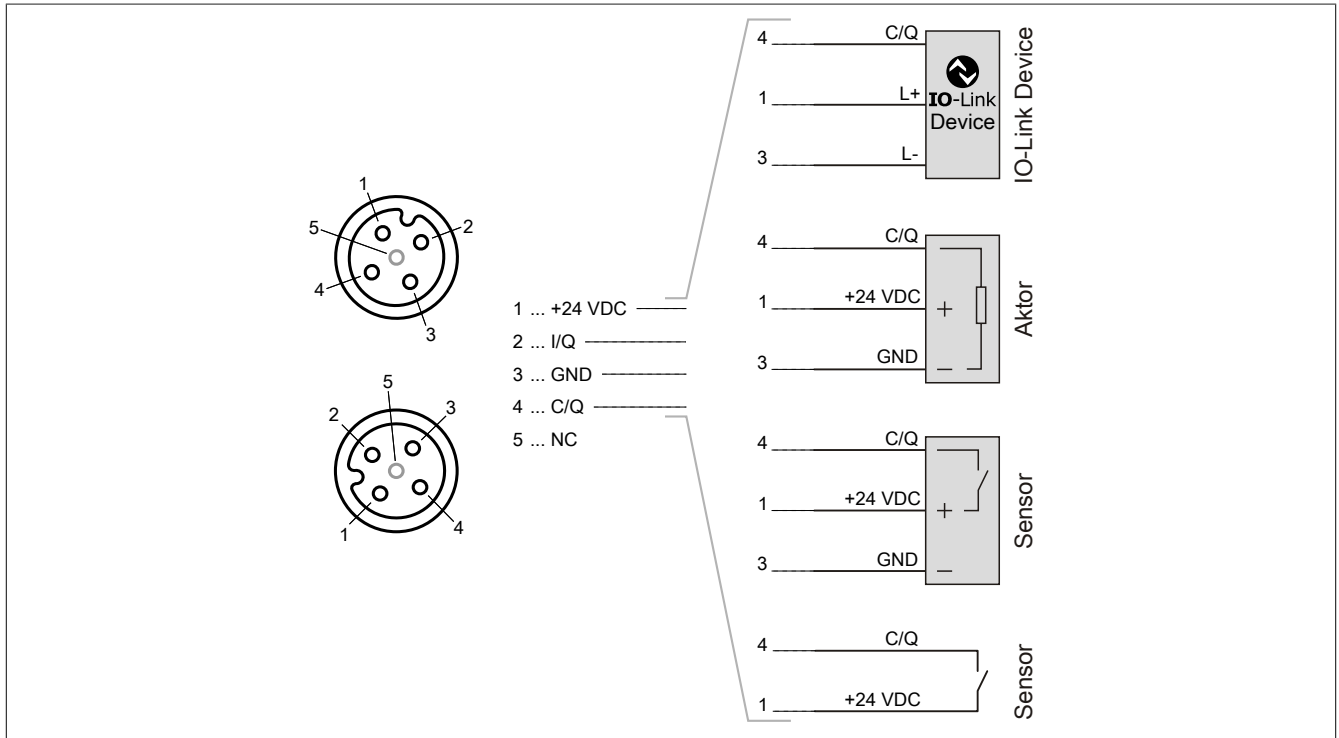 1
2
5
4
3
5
2
3
1
4
1 ... +24 VDC
2 ... I/Q
3 ... GND
4 ... C/Q
5 ... NC
4 C/Q
1 L+
3 L-
IO-Link
Device
IO-Link Device
4 C/Q
1 +24 VDC +
3 GND –
Aktor
4 C/Q
1 +24 VDC +
3 GND –
Sensor
4 C/Q
1 +24 VDC
Sensor